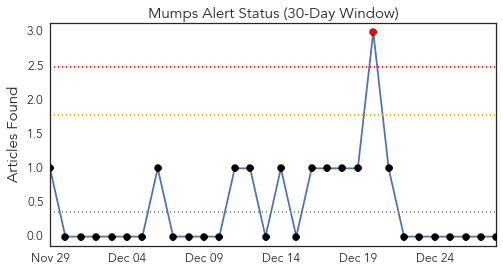 Mumps Alert Status (30-Day Window)
3.0
2.5
2.0
1.5
1.0
0.5
0.0
Articles Found
Nov 29 Dec 04 Dec 09 Dec 14 Dec 19 Dec 24